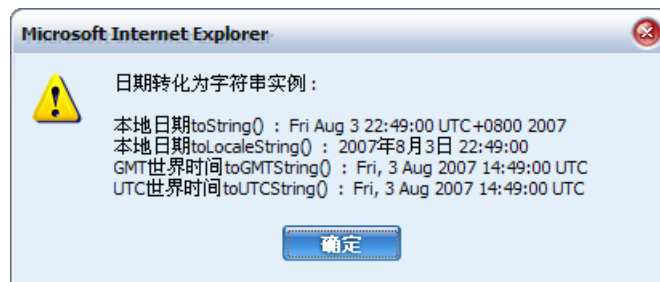 Microsoft Internet Explorer
日期转化为字符串实例：
本地日期toString() ：Fri Aug 3 22:49:00 UTC+0800 2007
本地日期toLocaleString() ：2007年8月3日 22:49:00
GMT世界时间toGMTString() ：Fri, 3 Aug 2007 14:49:00 UTC
UTC世界时间toUTCString() ：Fri, 3 Aug 2007 14:49:00 UTC
确定